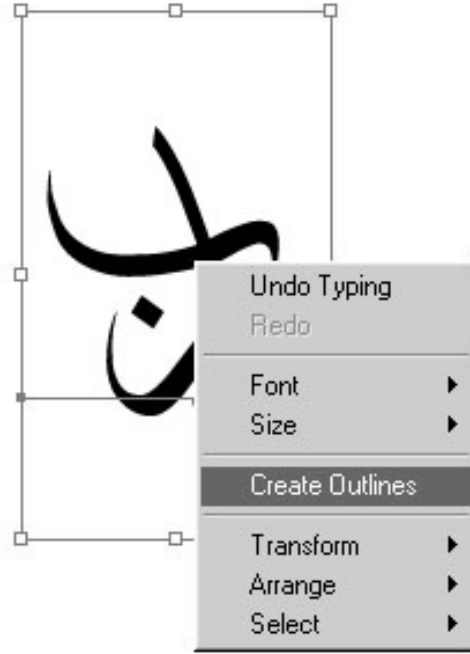 Undo Typing
Redo
Font
Size
Create Outlines
Transform
Arrange
Select